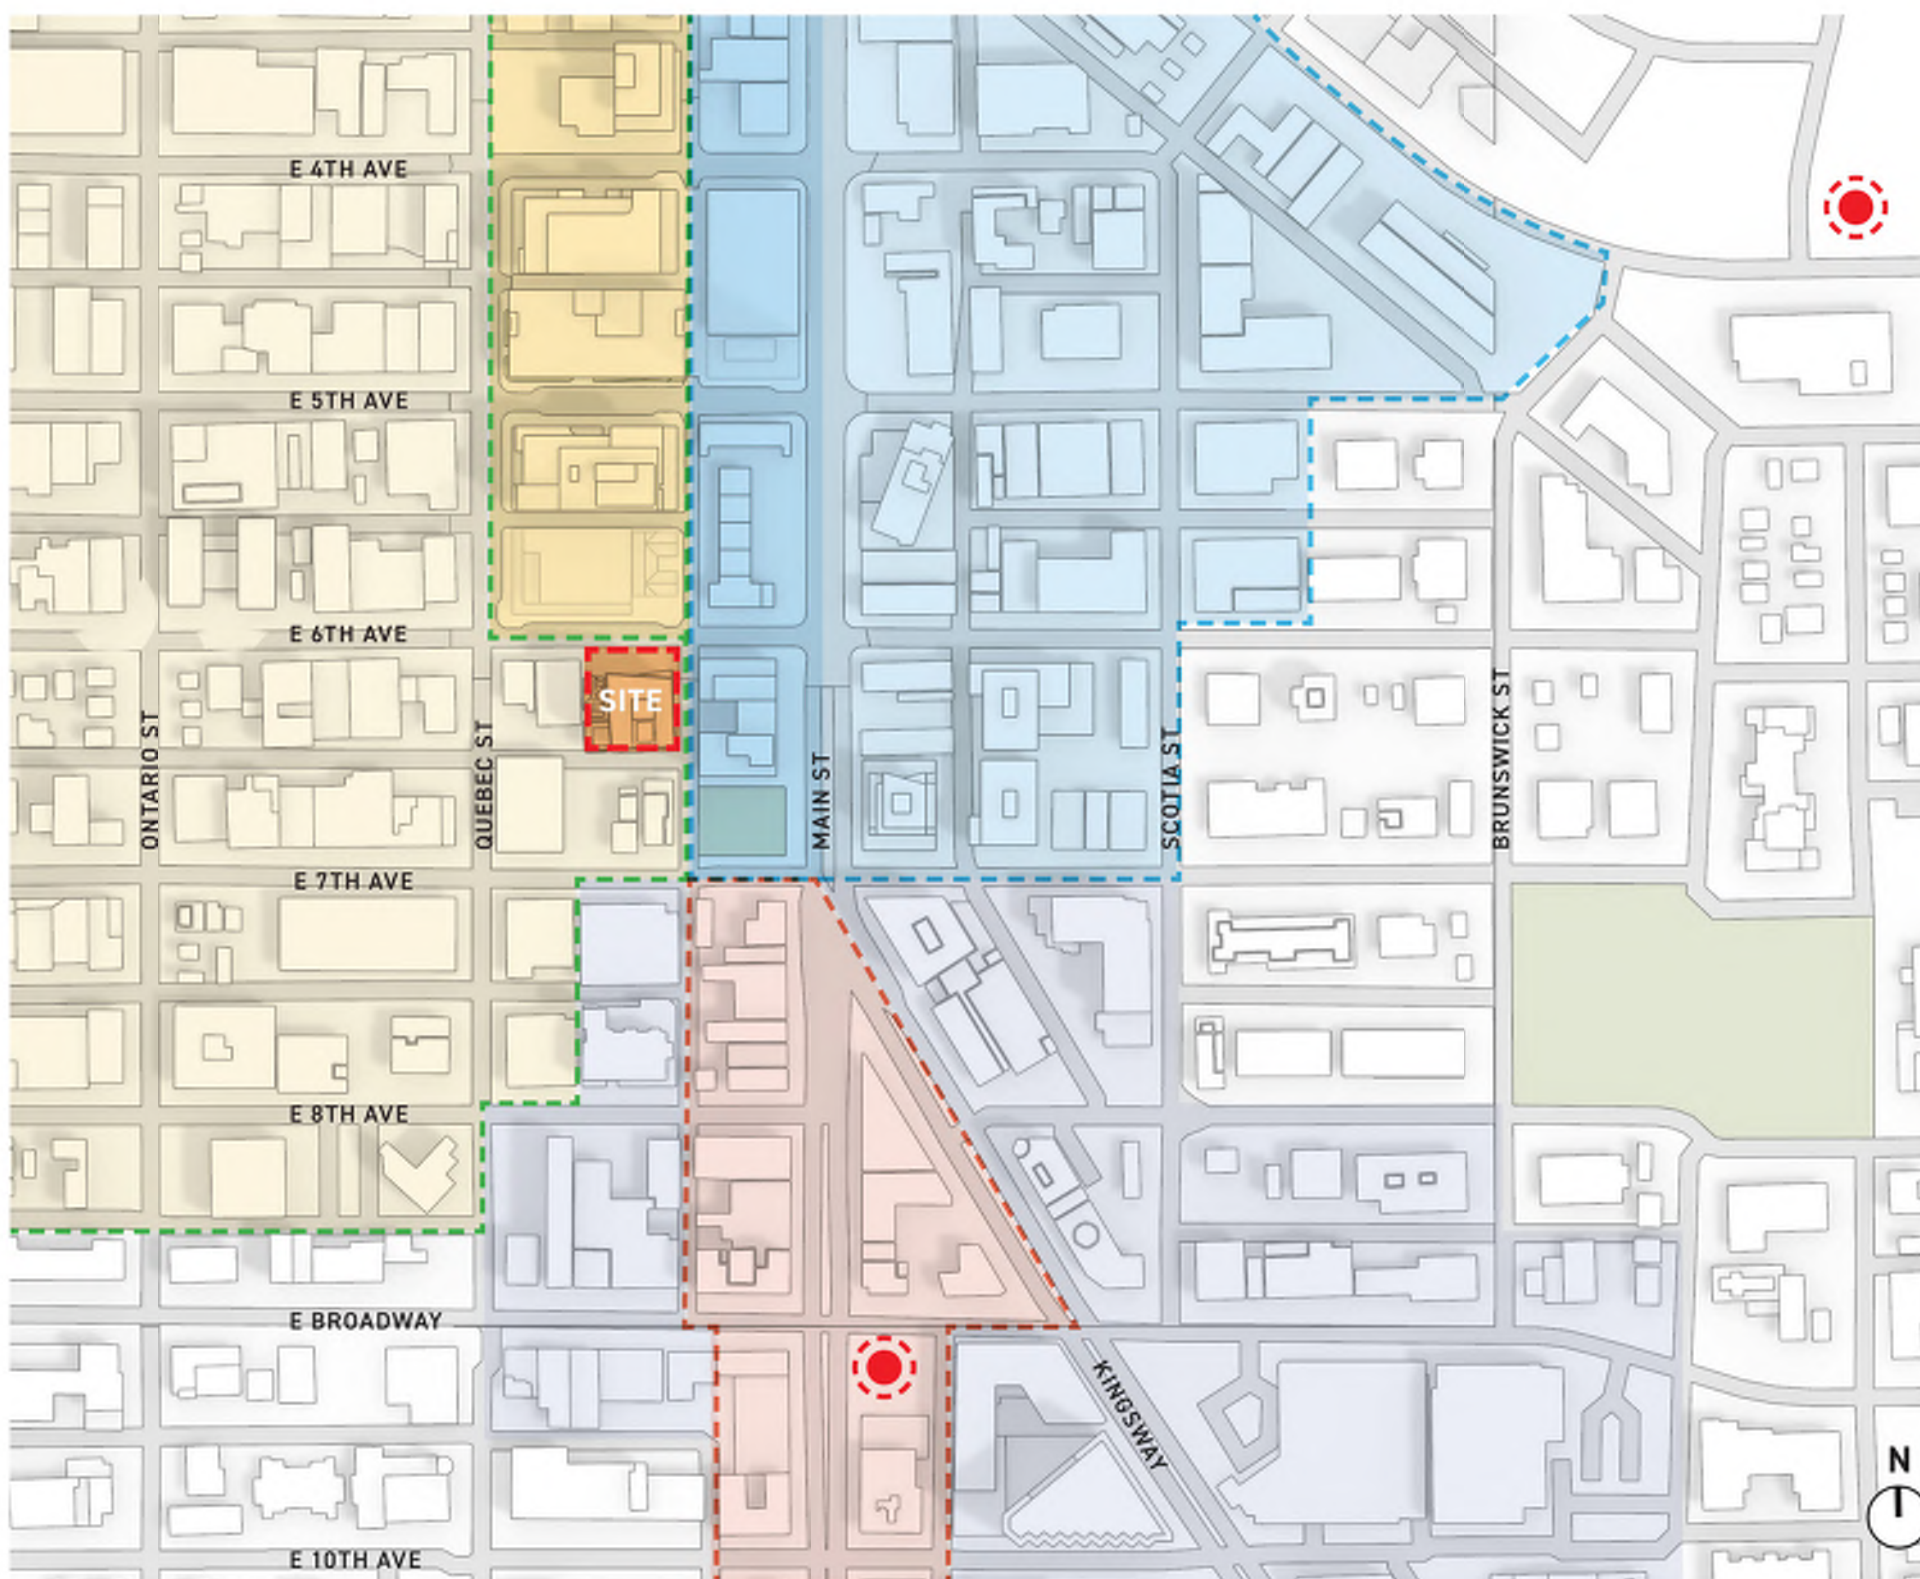 E 4TH AVE
E 5TH AVE
E 6TH AVE
SITE
ONTARIO ST
QUEBEC ST
MAIN ST
SCOTIA ST
BRUNSWICK ST
E 7TH AVE
E 8TH AVE
E BROADWAY
KINGSWAY
N
E 10TH AVE